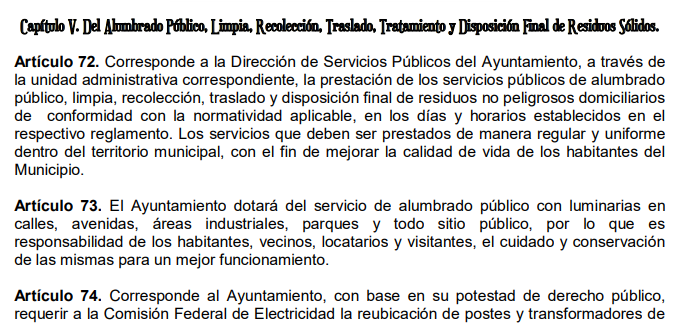 Capítulo V. Del Alumbrado Público, Limpia, Recolección, Traslado, Tratamiento y Disposición Final de Residuos Sólidos.
Artículo 72. Corresponde a la Dirección de Servicios Públicos del Ayuntamiento, a través de
la unidad administrativa correspondiente, la prestación de los servicios públicos de alumbrado
público, limpia, recolección, traslado y disposición final de residuos no peligrosos domiciliarios
de conformidad con la normatividad aplicable, en los días y horarios establecidos en el
respectivo reglamento. Los servicios que deben ser prestados de manera regular y uniforme
dentro del territorio municipal, con el fin de mejorar la calidad de vida de los habitantes del
Municipio.
Artículo 73. El Ayuntamiento dotará del servicio de alumbrado público con luminarias en
calles, avenidas, áreas industriales, parques y todo sitio público, por lo que es
responsabilidad de los habitantes, vecinos, locatarios y visitantes, el cuidado y conservación
de las mismas para un mejor funcionamiento.
Artículo 74. Corresponde al Ayuntamiento, con base en su potestad de derecho público,
requerir a la Comisión Federal de Electricidad la reubicación de postes y transformadores de